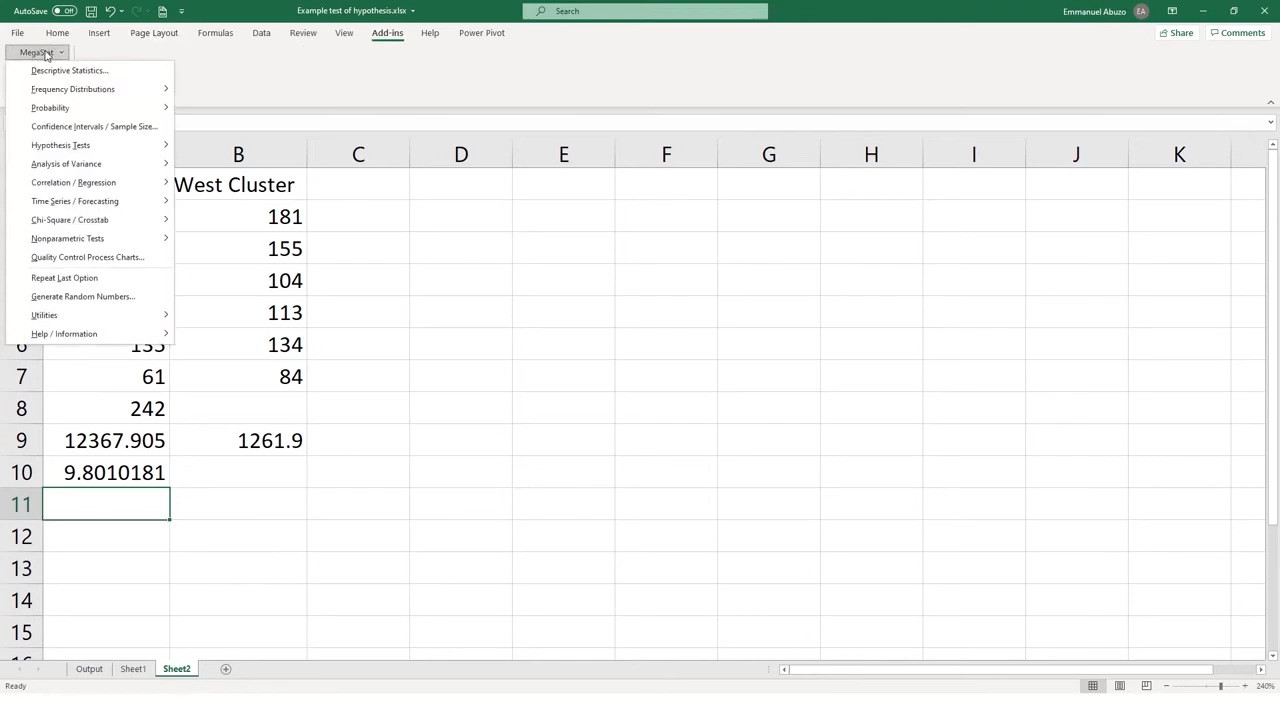 AutoSave Off Example test of hypothesis.xlsx Search Emmanuel Abuzo EA
File Home Insert Page Layout Formulas Data Review View Add-ins Help Power Pivot Share Comments
MegaStat
Descriptive Statistics...
Frequency Distributions
Probability
Confidence Intervals / Sample Size...
Hypothesis Tests
Analysis of Variance
Correlation / Regression
Time Series / Forecasting
Chi-Square / Crosstab
Nonparametric Tests
Quality Control Process Charts...
Repeat Last Option
Generate Random Numbers...
Utilities
Help / Information
B C D E F G H I J K
West Cluster
181
155
104
113
134
7 61 84
8 242
9 12367.905 1261.9
10 9.8010181
11
12
13
14
15
Output Sheet1 Sheet2
Ready 240%